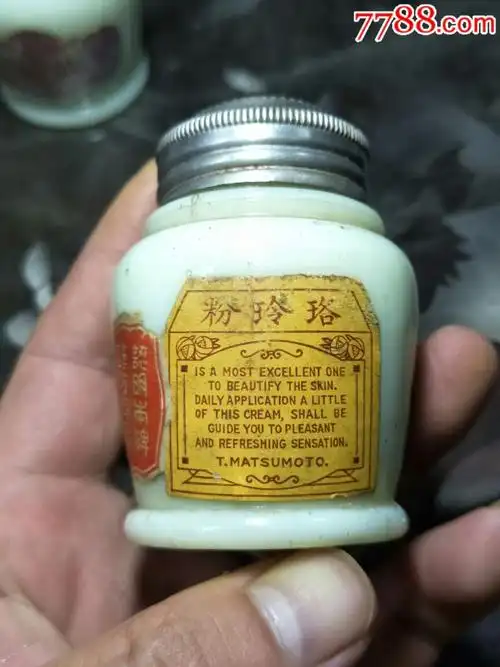 7788.com
粉玲珞
IS A MOST EXCELLENT ONE
TO BEAUTIFY THE SKIN.
DAILY APPLICATION A LITTLE
OF THIS CREAM, SHALL BE
GUIDE YOU TO PLEASANT
AND REFRESHING SENSATION.
T.MATSUMOTO.